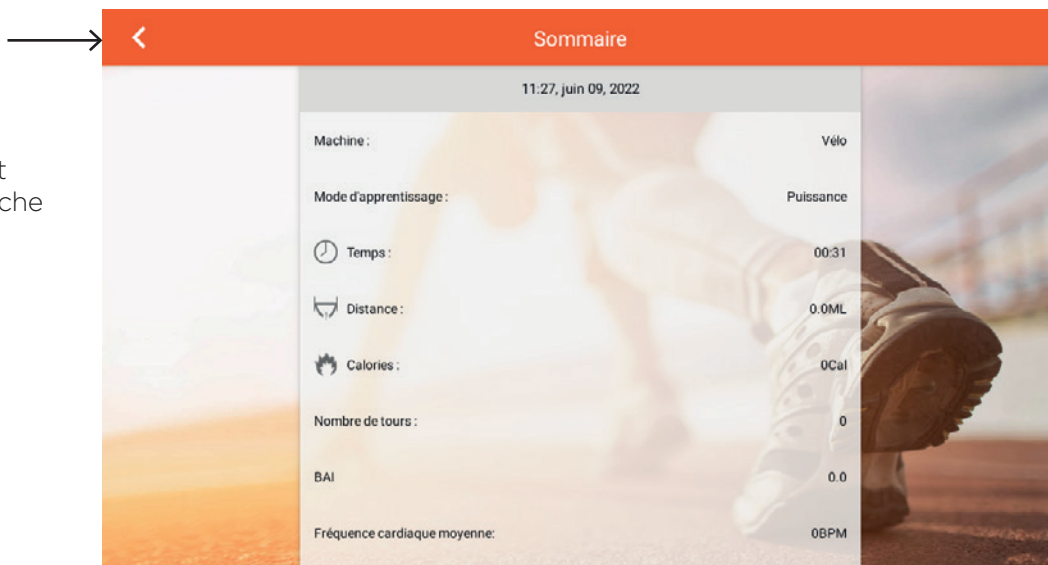 Sommaire
11:27, juin 09, 2022
Machine : Vélo
Mode d'apprentissage : Puissance
Temps : 00:31
Distance : 0.0ML
Calories : 0Cal
Nombre de tours : 0
BAI 0.0
Fréquence cardiaque moyenne: 0BPM
t
che